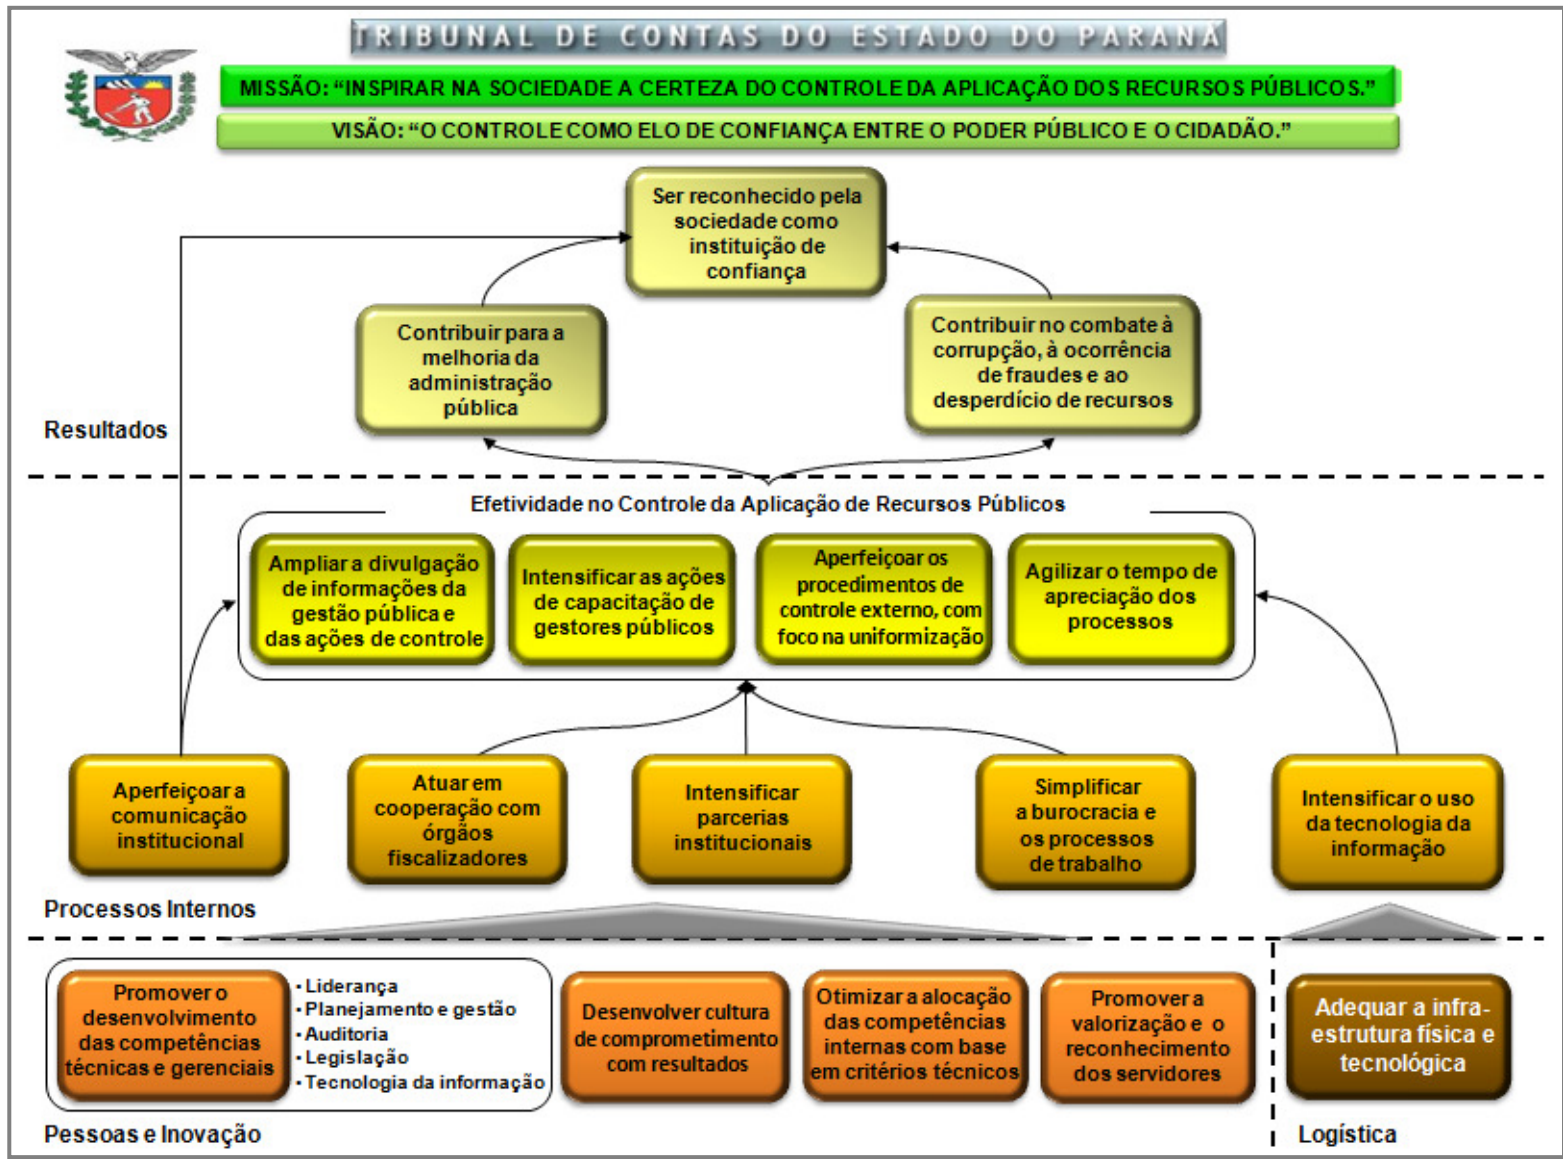 TRIBUNAL DE CONTAS DO ESTADO DO PARANÁ
MISSÃO: “INSPIRAR NA SOCIEDADE A CERTEZA DO CONTROLE DA APLICAÇÃO DOS RECURSOS PÚBLICOS.”
VISÃO: “O CONTROLE COMO ELO DE CONFIANÇA ENTRE O PODER PÚBLICO E O CIDADÃO.”
Ser reconhecido pela
sociedade como
instituição de
confiança
Contribuir para a
melhoria da
administração
pública
Contribuir no combate à
corrupção, à ocorrência
de fraudes e ao
desperdício de recursos
Resultados
Efetividade no Controle da Aplicação de Recursos Públicos
Ampliar a divulgação
de informações da
gestão pública e
das ações de controle
Intensificar as ações
de capacitação de
gestores públicos
Aperfeiçoar os
procedimentos de
controle externo, com
foco na uniformização
Agilizar o tempo de
apreciação dos
processos
Aperfeiçoar a
comunicação
institucional
Atuar em
cooperação com
órgãos
fiscalizadores
Intensificar
parcerias
institucionais
Simplificar
a burocracia e
os processos
de trabalho
Intensificar o uso
da tecnologia da
informação
Processos Internos
Promover o
desenvolvimento
das competências
técnicas e gerenciais
• Liderança
• Planejamento e gestão
• Auditoria
• Legislação
• Tecnologia da informação
Desenvolver cultura
de comprometimento
com resultados
Otimizar a alocação
das competências
internas com base
em critérios técnicos
Promover a
valorização e o
reconhecimento
dos servidores
Adequar a infra-
estrutura física e
tecnológica
Pessoas e Inovação
Logística